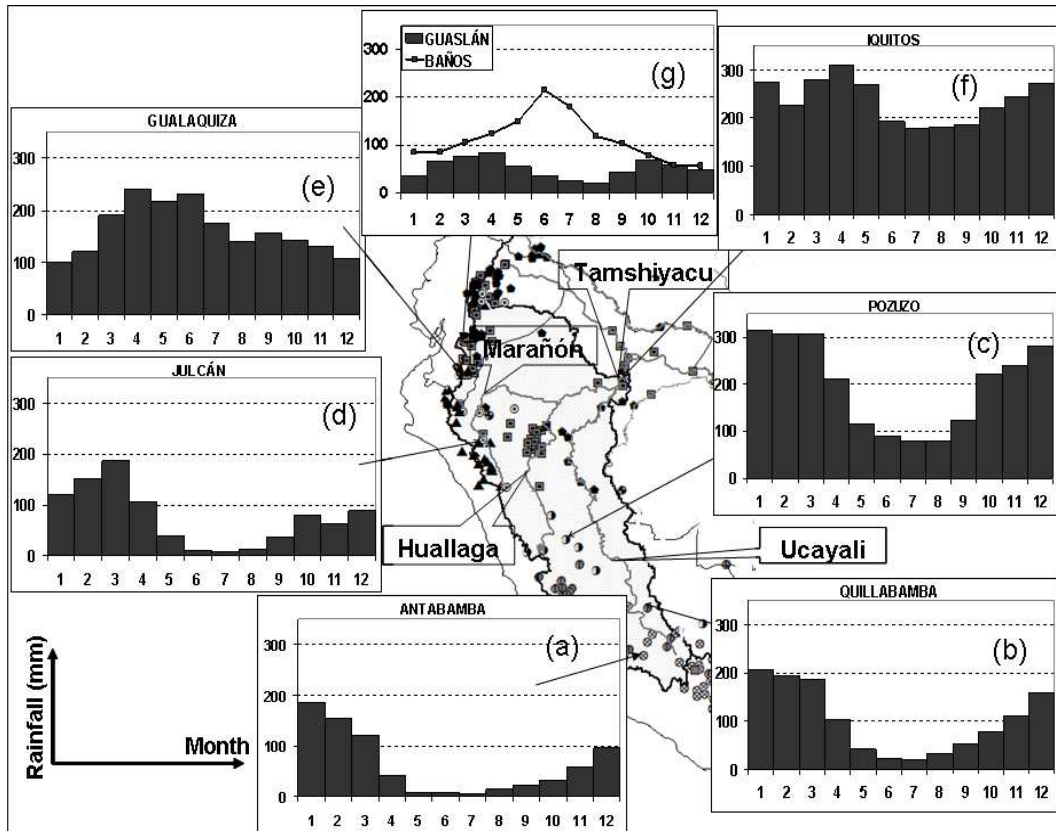 GUASLÁN
BAÑOS
(g)
300
200
100
0
1 2 3 4 5 6 7 8 9 10 11 12
IQUITOS
(f)
300
200
100
0
1 2 3 4 5 6 7 8 9 10 11 12
GUALAQUIZA
(e)
300
200
100
0
1 2 3 4 5 6 7 8 9 10 11 12
Tamshiyacu
Marañón
Huallaga
Ucayali
POZUZO
(c)
300
200
100
0
1 2 3 4 5 6 7 8 9 10 11 12
JULCÁN
(d)
300
200
100
0
1 2 3 4 5 6 7 8 9 10 11 12
ANTABAMBA
(a)
300
200
100
0
1 2 3 4 5 6 7 8 9 10 11 12
QUILLABAMBA
(b)
300
200
100
0
1 2 3 4 5 6 7 8 9 10 11 12
Rainfall (mm)
Month